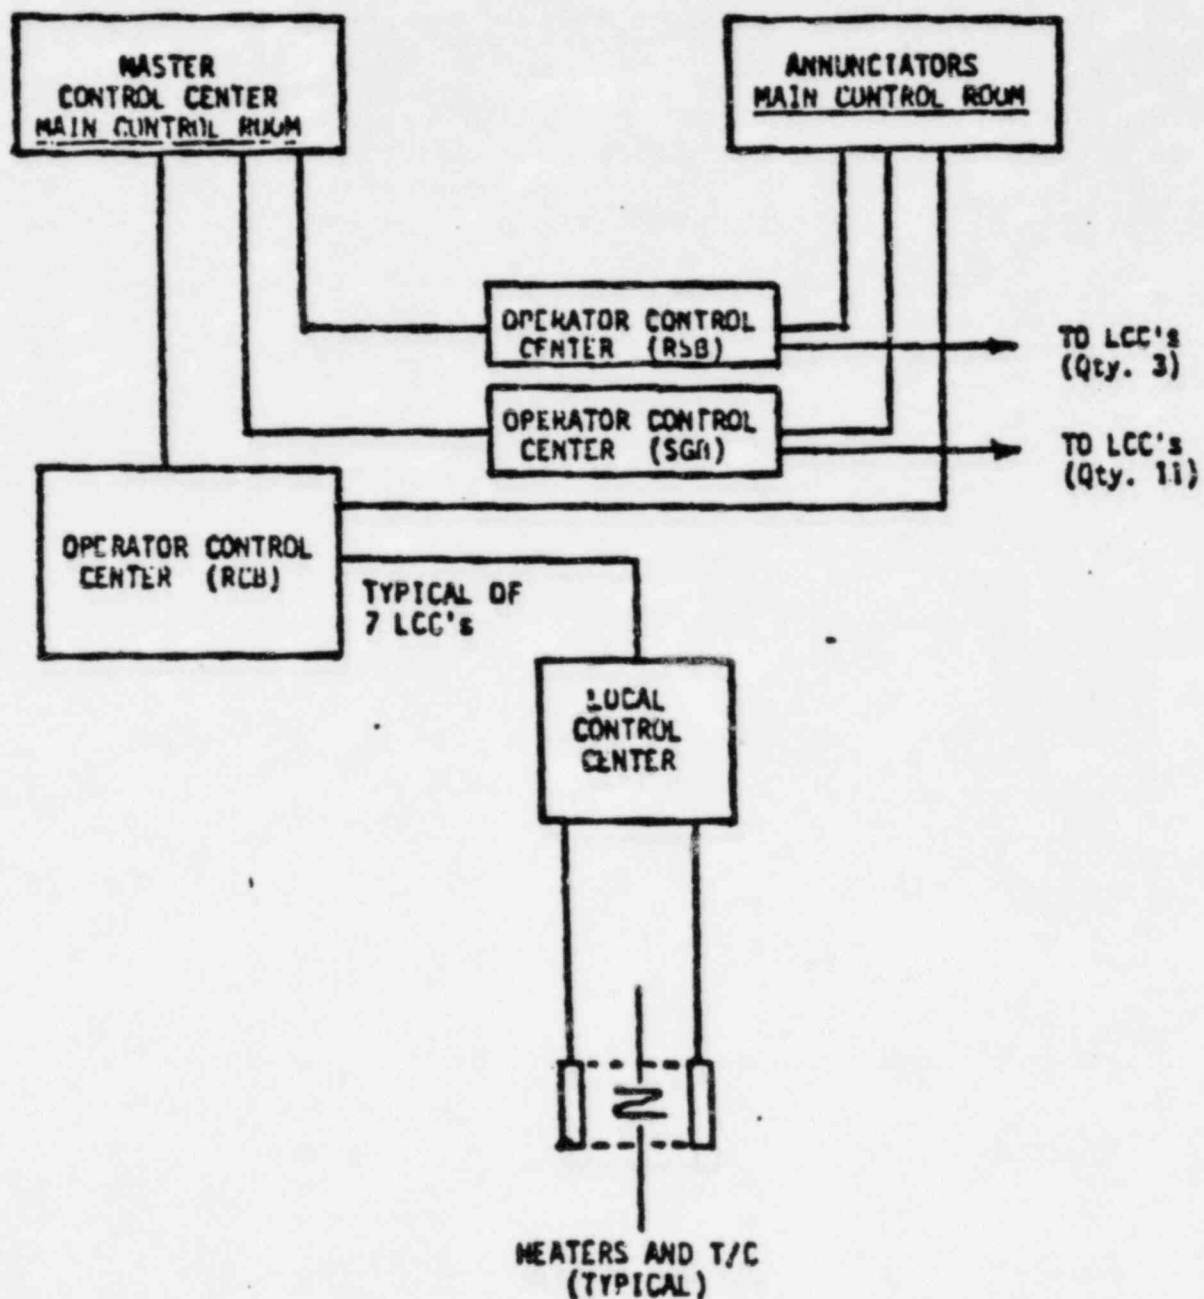 MASTER
CONTROL CENTER
MAIN CONTROL ROOM
ANNUNCIATORS
MAIN CONTROL ROOM
OPERATOR CONTROL
CENTER (RSB)
TO LCC's
(Qty. 3)
OPERATOR CONTROL
CENTER (SGB)
TO LCC's
(Qty. 11)
OPERATOR CONTROL
CENTER (RCB)
TYPICAL OF
7 LCC's
LOCAL
CONTROL
CENTER
HEATERS AND T/C
(TYPICAL)